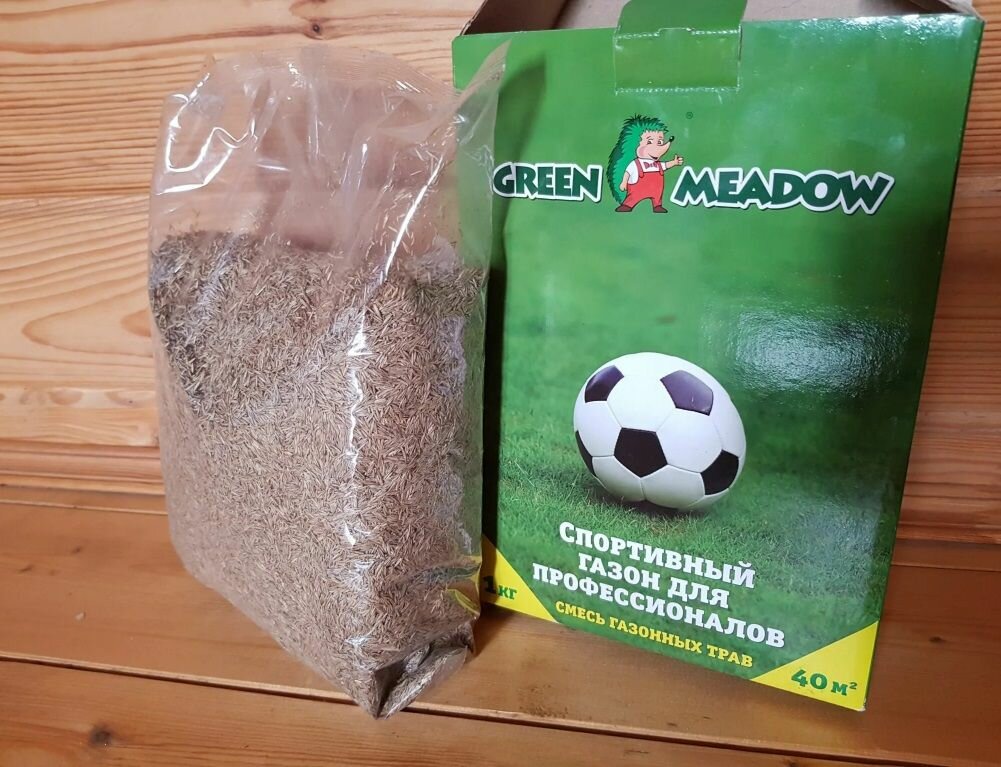 GREEN MEADOW
®
Спортивный
газон для
профессионалов
смесь газонных трав
1 кг
40 м²